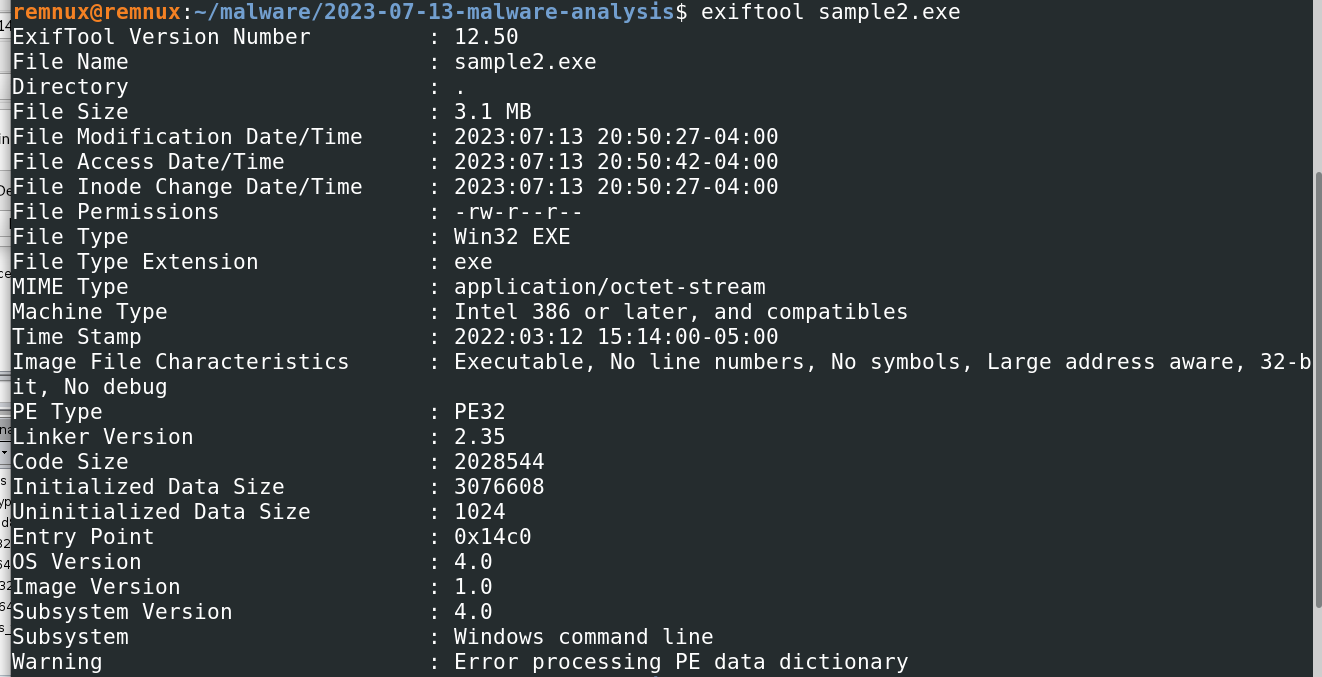 remnux@remnux:~/malware/2023-07-13-malware-analysis$ exiftool sample2.exe
ExifTool Version Number         : 12.50
File Name                       : sample2.exe
Directory                       : .
File Size                       : 3.1 MB
File Modification Date/Time     : 2023:07:13 20:50:27-04:00
File Access Date/Time           : 2023:07:13 20:50:42-04:00
File Inode Change Date/Time     : 2023:07:13 20:50:27-04:00
File Permissions                : -rw-r--r--
File Type                       : Win32 EXE
File Type Extension             : exe
MIME Type                       : application/octet-stream
Machine Type                    : Intel 386 or later, and compatibles
Time Stamp                      : 2022:03:12 15:14:00-05:00
Image File Characteristics      : Executable, No line numbers, No symbols, Large address aware, 32-b
it, No debug
PE Type                         : PE32
Linker Version                  : 2.35
Code Size                       : 2028544
Initialized Data Size           : 3076608
Uninitialized Data Size         : 1024
Entry Point                     : 0x14c0
OS Version                      : 4.0
Image Version                   : 1.0
Subsystem Version               : 4.0
Subsystem                       : Windows command line
Warning                         : Error processing PE data dictionary